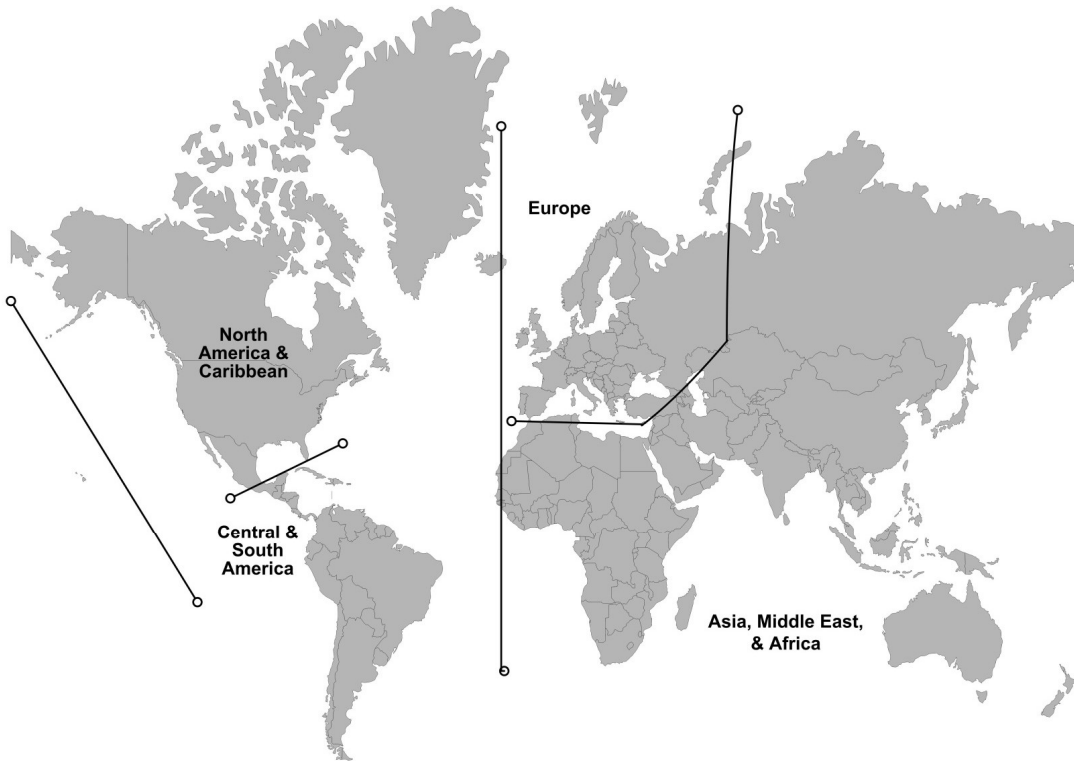 Europe
North
America &
Caribbean
Central &
South
America
Asia, Middle East,
& Africa